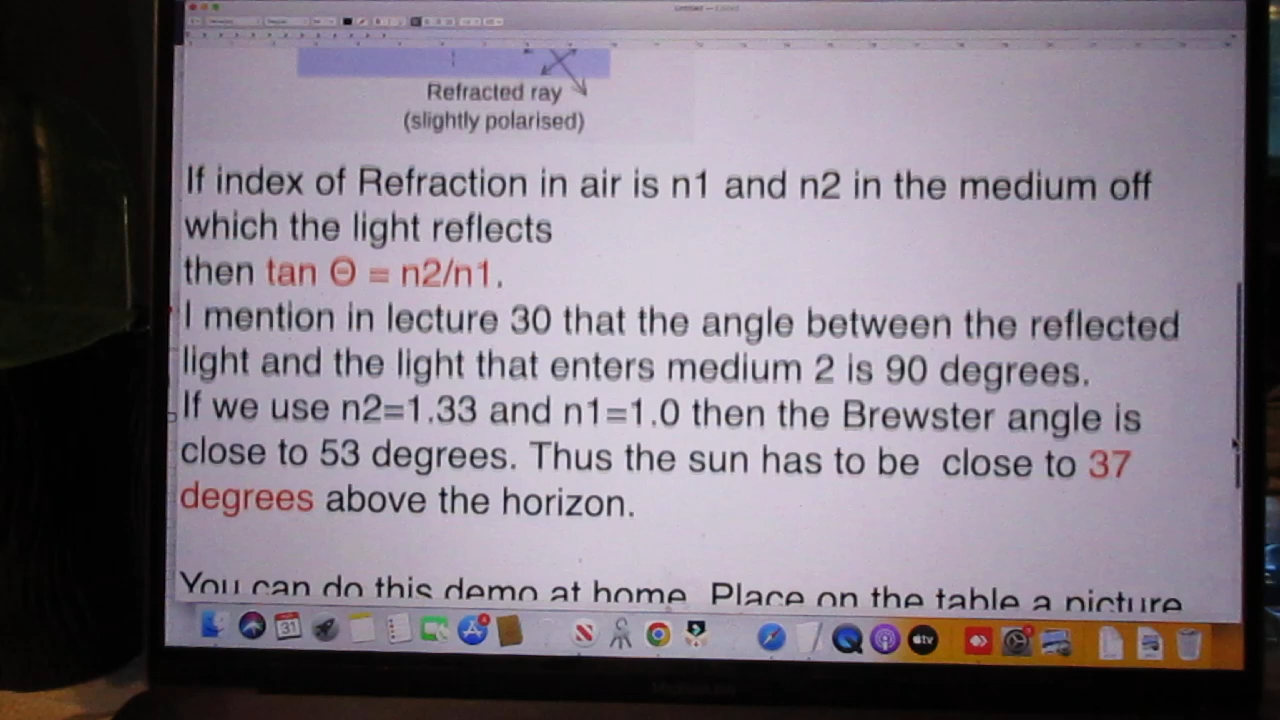 Refracted ray
(slightly polarised)
If index of Refraction in air is n1 and n2 in the medium off
which the light reflects
then tan Θ = n2/n1.
I mention in lecture 30 that the angle between the reflected
light and the light that enters medium 2 is 90 degrees.
If we use n2=1.33 and n1=1.0 then the Brewster angle is
close to 53 degrees. Thus the sun has to be close to 37
degrees above the horizon.
You can do this demo at home. Place on the table a picture
31
tv